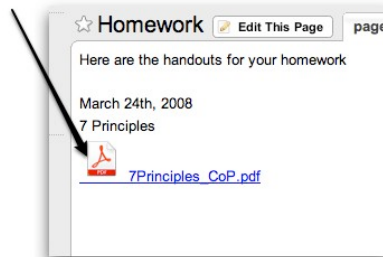 Homework Edit This Page page
Here are the handouts for your homework
March 24th, 2008
7 Principles
PDF 7Principles_CoP.pdf